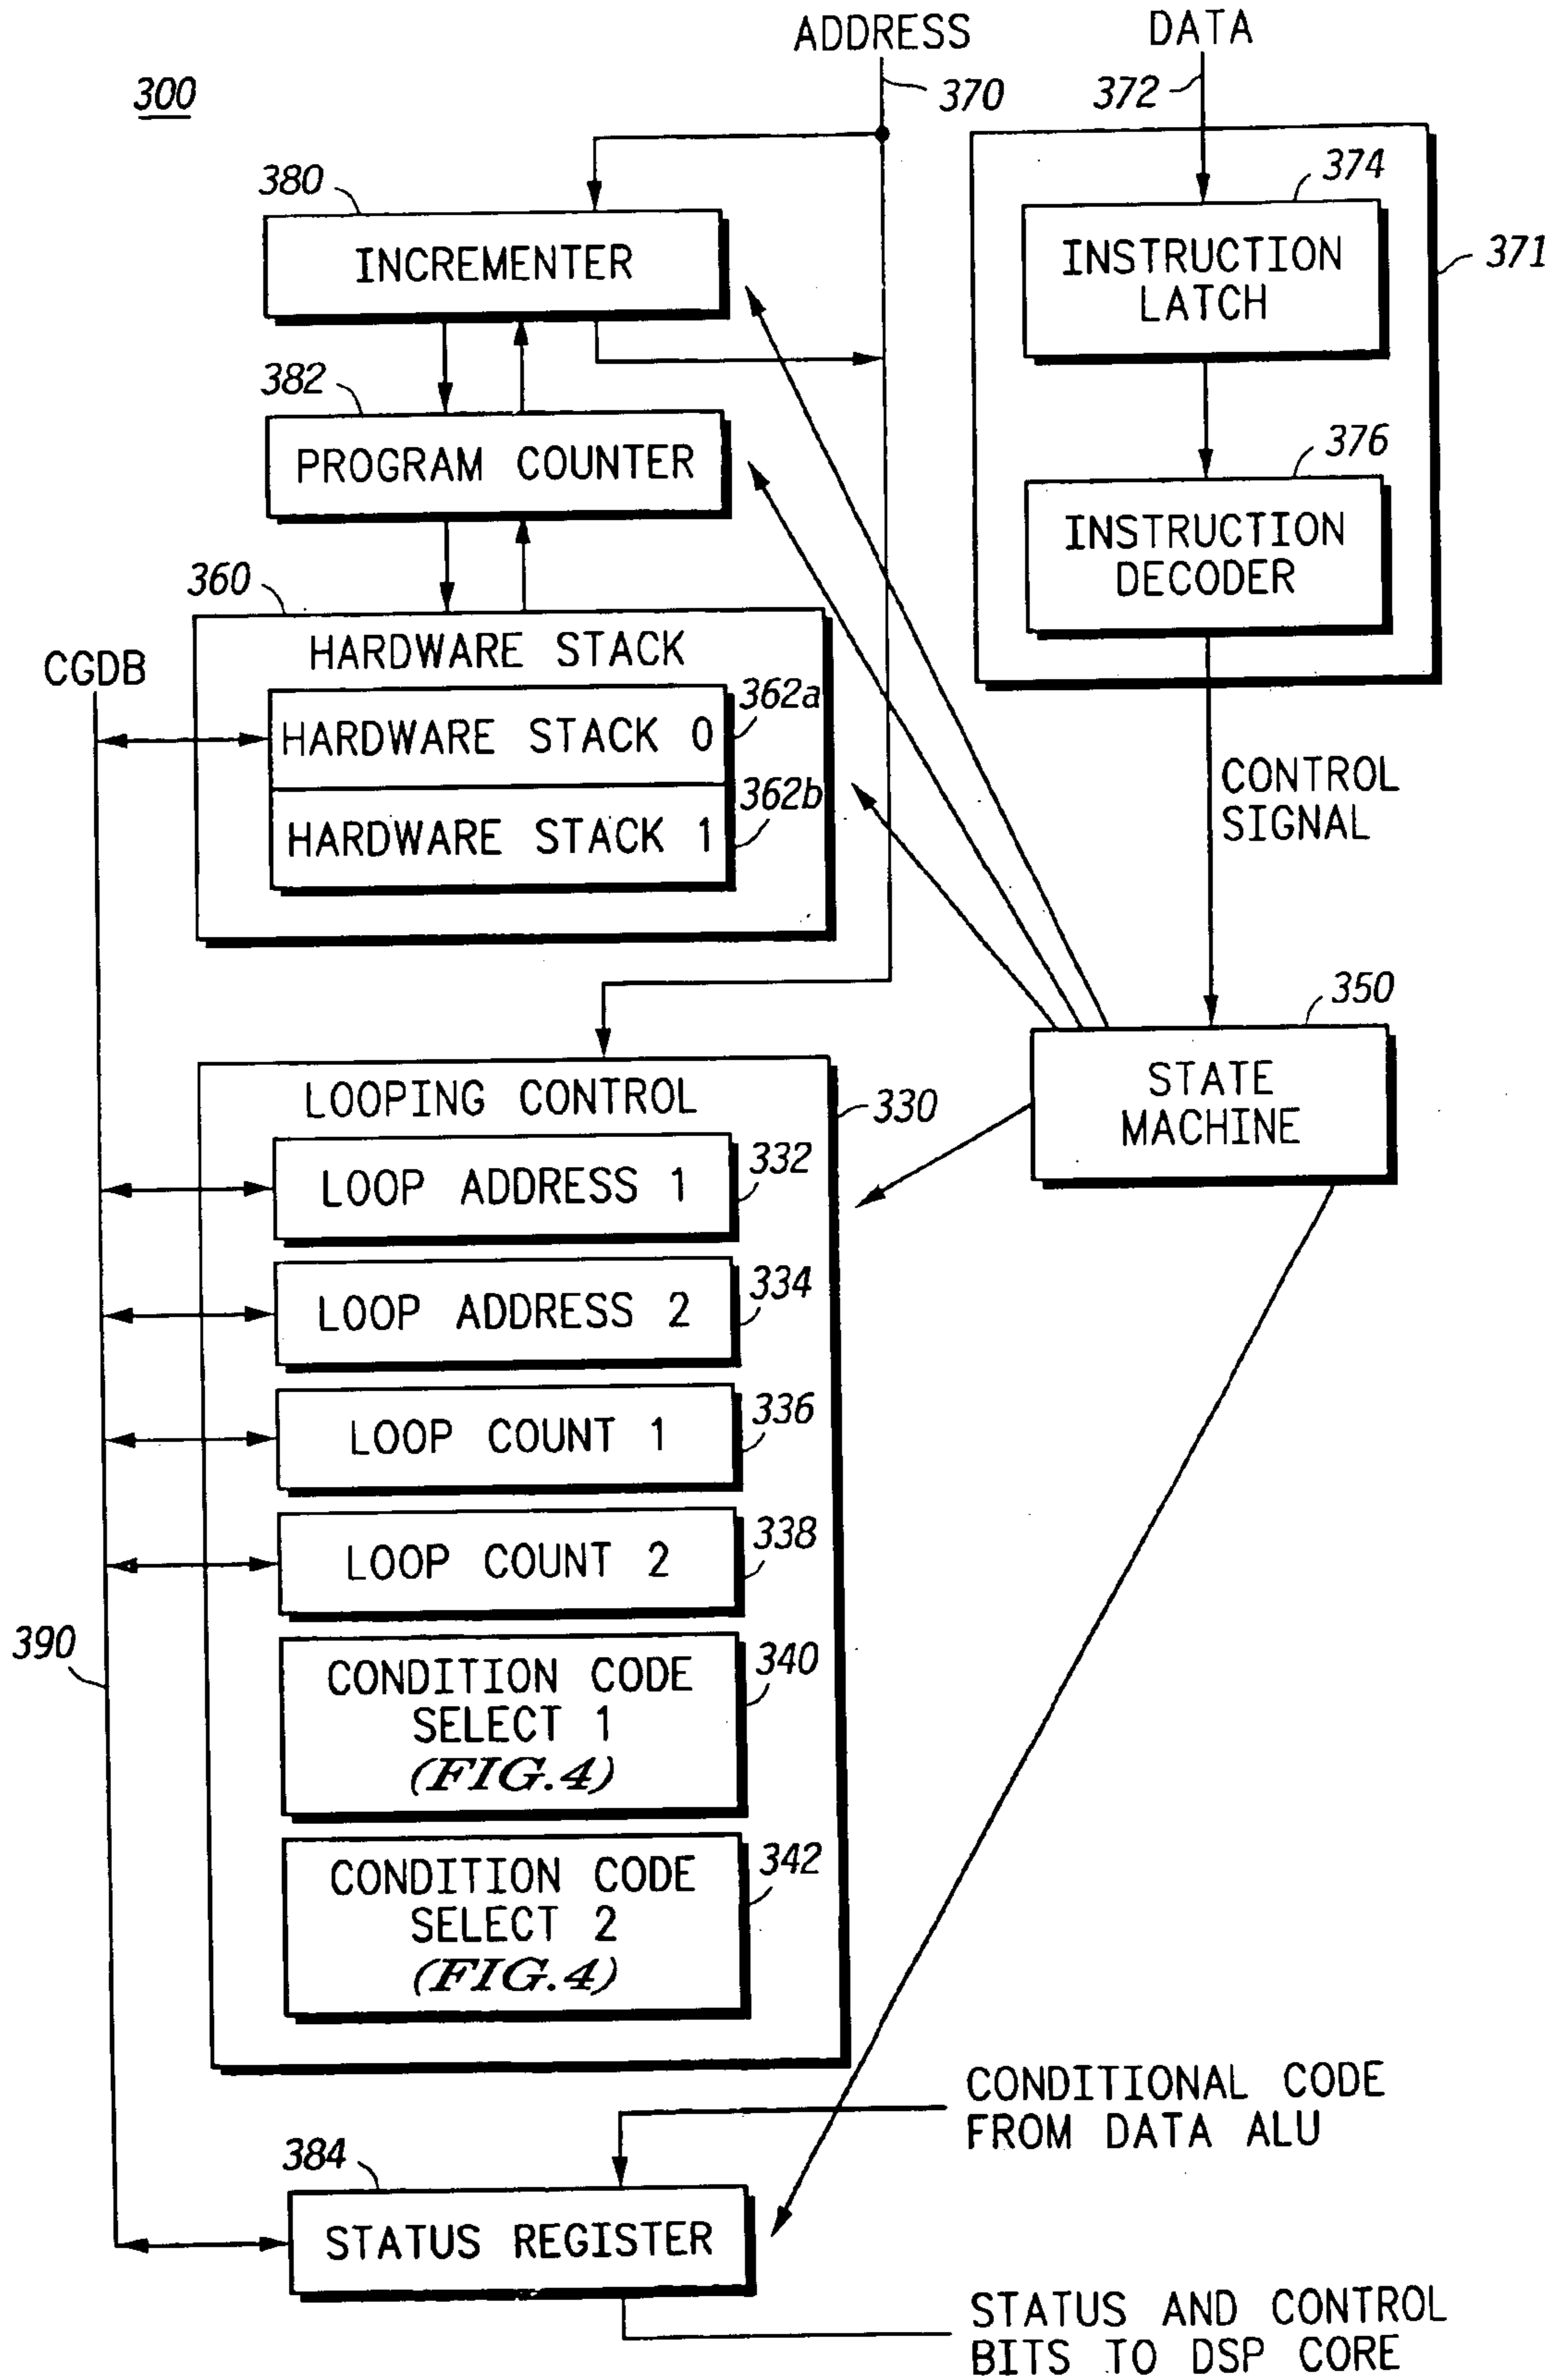 ADDRESS
DATA
300
370
372
380
374
INCREMENTER
INSTRUCTION
LATCH
371
382
PROGRAM COUNTER
376
INSTRUCTION
DECODER
360
HARDWARE STACK
CGDB
362a
HARDWARE STACK 0
362b
HARDWARE STACK 1
CONTROL
SIGNAL
350
STATE
MACHINE
LOOPING CONTROL
330
332
LOOP ADDRESS 1
334
LOOP ADDRESS 2
336
LOOP COUNT 1
338
LOOP COUNT 2
390
340
CONDITION CODE
SELECT 1
(FIG.4)
342
CONDITION CODE
SELECT 2
(FIG.4)
CONDITIONAL CODE
FROM DATA ALU
384
STATUS REGISTER
STATUS AND CONTROL
BITS TO DSP CORE